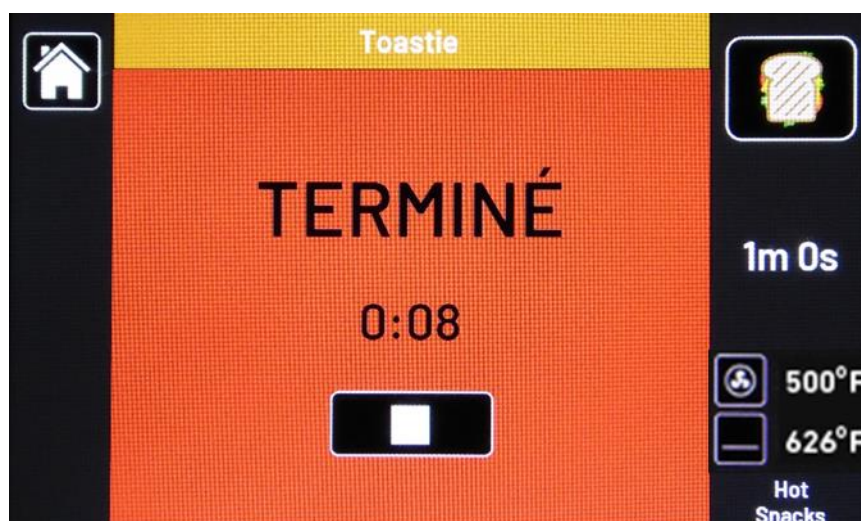 Toastie
TERMINÉ
0:08
1m 0s
500°F
626°F
Hot
Snacks